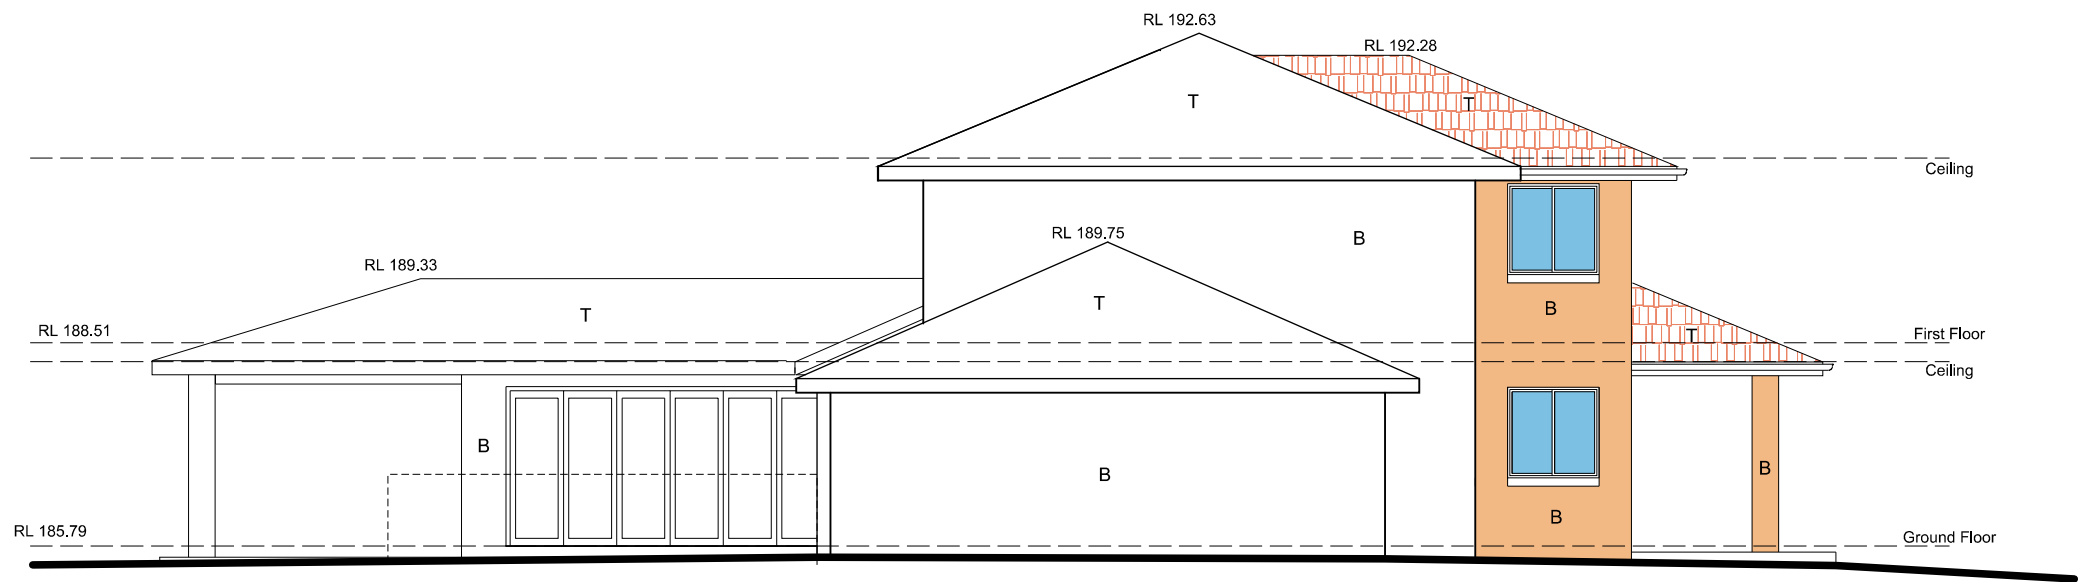 RL 192.63
RL 192.28
T
T
Ceiling
RL 189.75
B
RL 189.33
T
B
T
RL 188.51
First Floor
T
Ceiling
B
B
B
B
RL 185.79
Ground Floor